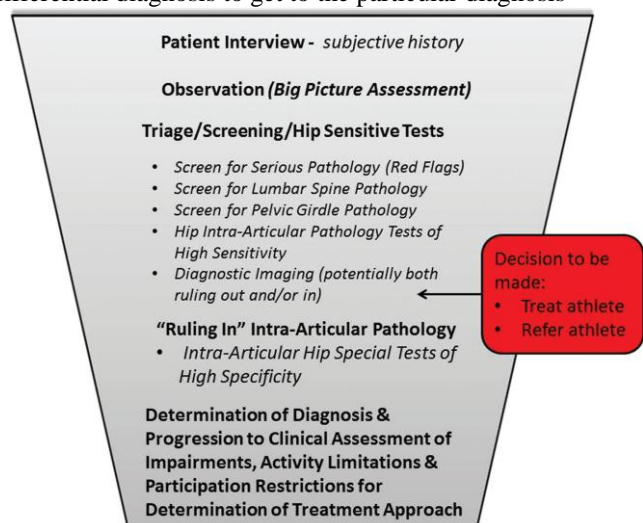 differential diagnosis to get to the particular diagnosis
Patient Interview - subjective history
Observation (Big Picture Assessment)
Triage/Screening/Hip Sensitive Tests
• Screen for Serious Pathology (Red Flags)
• Screen for Lumbar Spine Pathology
• Screen for Pelvic Girdle Pathology
• Hip Intra-Articular Pathology Tests of
High Sensitivity
• Diagnostic Imaging (potentially both
ruling out and/or in)
Decision to be
made:
• Treat athlete
• Refer athlete
“Ruling In” Intra-Articular Pathology
• Intra-Articular Hip Special Tests of
High Specificity
Determination of Diagnosis &
Progression to Clinical Assessment of
Impairments, Activity Limitations &
Participation Restrictions for
Determination of Treatment Approach